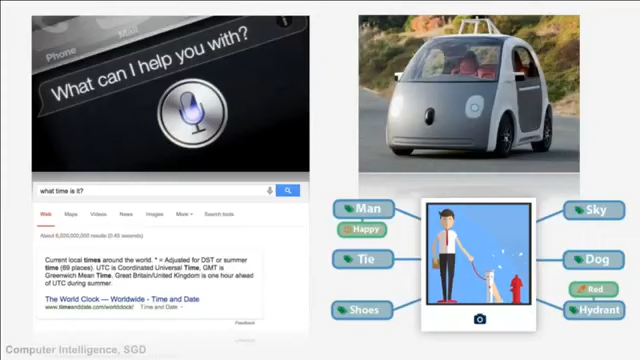 Phone
Mail
What can I help you with?
what time is it?
Web Maps Videos News Images More Search tools
About 6,020,000,000 results (0.45 seconds)
Current local times around the world. * = Adjusted for DST or summer
time (69 places). UTC is Coordinated Universal Time, GMT is
Greenwich Mean Time. Great Britain/United Kingdom is one hour ahead
of UTC during summer.
The World Clock — Worldwide - Time and Date
www.timeanddate.com/worldclock/ Time and Date
Feedback
Man
Happy
Tie
Shoes
Sky
Dog
Red
Hydrant
Computer Intelligence, SGD